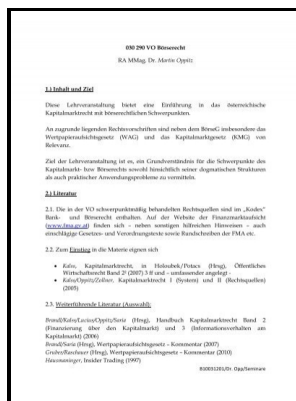 030 290 VO Börserecht
RA MMag. Dr. Martin Oppitz
1.) Inhalt und Ziel
Diese Lehrveranstaltung bietet eine Einführung in das österreichische
Kapitalmarktrecht mit börserechtlichen Schwerpunkten.
An zugrunde liegenden Rechtsvorschriften sind neben dem BörseG insbesondere das
Wertpapieraufsichtsgesetz (WAG) und das Kapitalmarktgesetz (KMG) von
Relevanz.
Ziel der Lehrveranstaltung ist es, ein Grundverständnis für die Schwerpunkte des
Kapitalmarkt- bzw Börserechts sowohl hinsichtlich seiner dogmatischen Strukturen
als auch praktischer Anwendungsprobleme zu vermitteln.
2.) Literatur
2.1. Die in der VO schwerpunktmäßig behandelten Rechtsquellen sind im „Kodex"
Bank- und Börserecht enthalten. Auf der Website der Finanzmarktaufsicht
(www.fma.gv.at) finden sich - neben sonstigen hilfreichen Hinweisen - auch
einschlägige Gesetzes- und Verordnungstexte sowie Rundschreiben der FMA etc.
2.2. Zum Einstieg in die Materie eignen sich
• Kalss, Kapitalmarktrecht, in Holoubek/Potacs (Hrsg), Öffentliches
Wirtschaftsrecht Band 2² (2007) 3 ff und - umfassender angelegt -
• Kalss/Oppitz/Zollner, Kapitalmarktrecht I (System) und II (Rechtsquellen)
(2005)
2.3. Weiterführende Literatur (Auswahl):
Brandl/Kalss/Lucius/Oppitz/Saria (Hrsg), Handbuch Kapitalmarktrecht Band 2
(Finanzierung über den Kapitalmarkt) und 3 (Informationsverhalten am
Kapitalmarkt) (2006)
Brandl/Saria (Hrsg), Wertpapieraufsichtsgesetz – Kommentar (2007)
Gruber/Raschauer (Hrsg), Wertpapieraufsichtsgesetz – Kommentar (2010)
Hausmaninger, Insider Trading (1997)
B50031201/Dr. Opp/Seminare